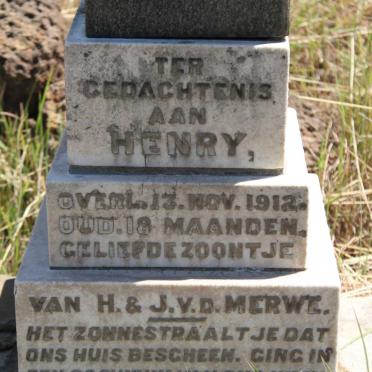 TER
GEDACHTENIS
AAN
HENRY,
OVERL. 13. NOV. 1912.
OUD. 18 MAANDEN.
GELIEFDE ZOONTJE
VAN H. & J.V.D. MERWE.
HET ZONNESTRAALTJE DAT
ONS HUIS BESCHEEN. GING IN